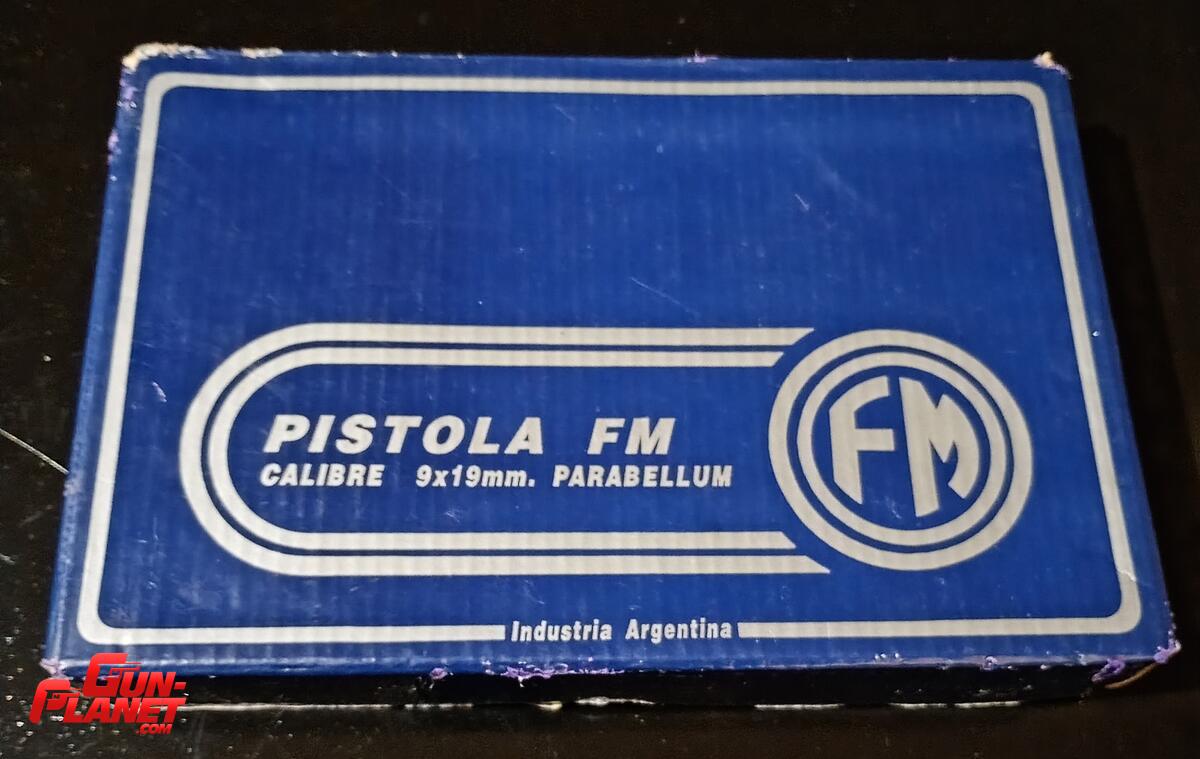 PISTOLA FM
CALIBRE 9x19mm. PARABELLUM
FM
Industria Argentina
GUN-
PLANET
.COM